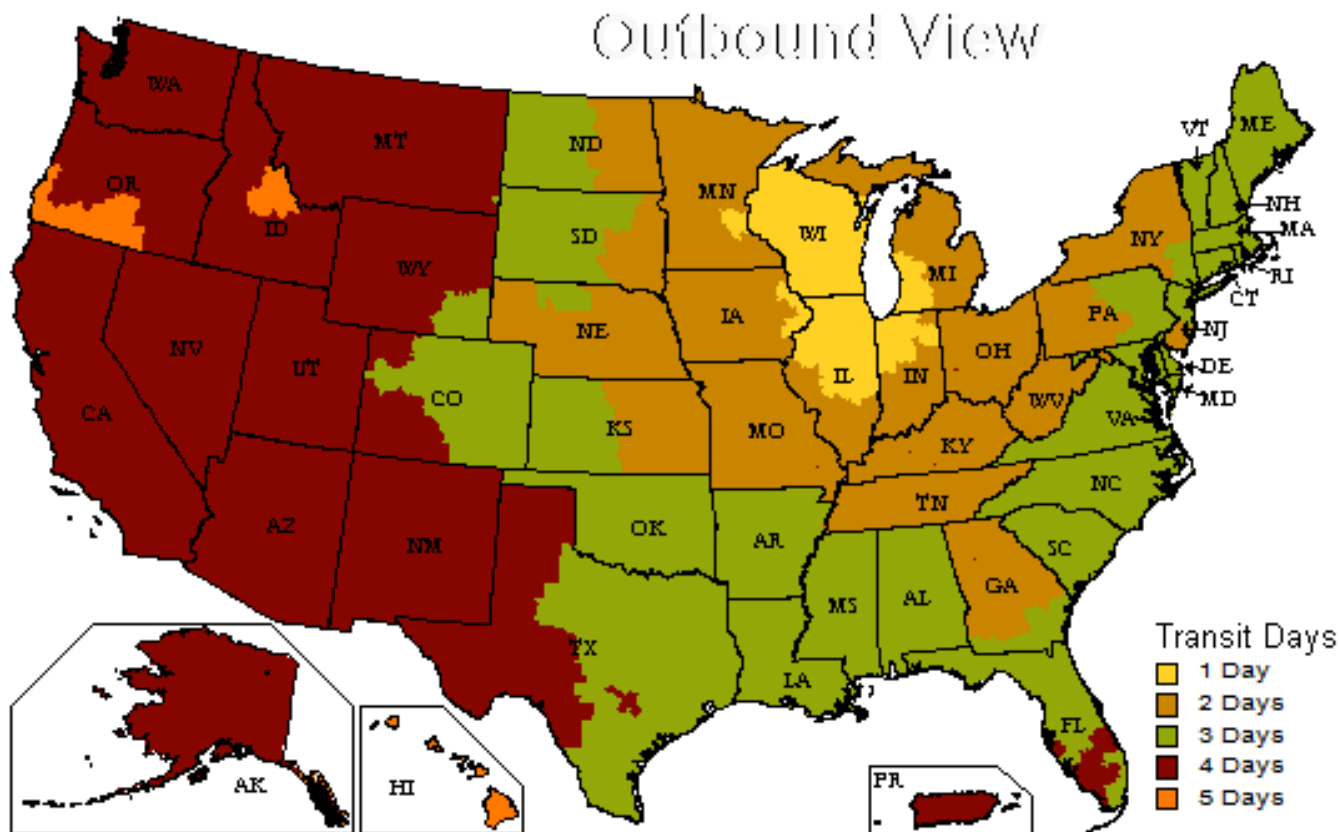 Outbound View
WA
MT
ND
MN
VT
ME
OR
ID
SD
WI
MI
NY
NH
MA
RI
CT
WY
NE
IA
PA
NJ
NV
UT
CO
IL
IN
OH
DE
MD
CA
KS
MO
WV
VA
KY
AZ
NM
OK
AR
TN
NC
SC
MS
AL
GA
TX
LA
FL
AK
HI
PR
Transit Days
1 Day
2 Days
3 Days
4 Days
5 Days